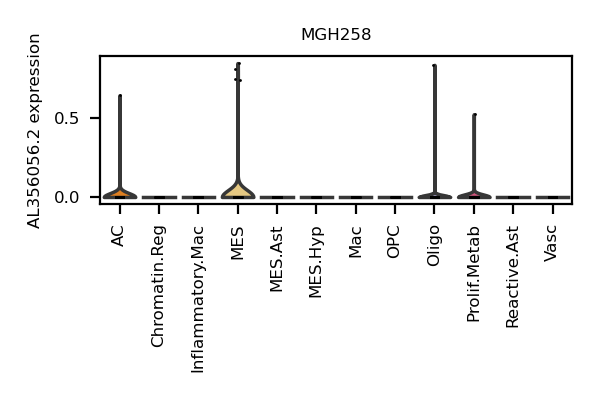 MGH258
AL356056.2 expression
0.5
0.0
AC
Chromatin.Reg
Inflammatory.Mac
MES
MES.Ast
MES.Hyp
Mac
OPC
Oligo
Prolif.Metab
Reactive.Ast
Vasc